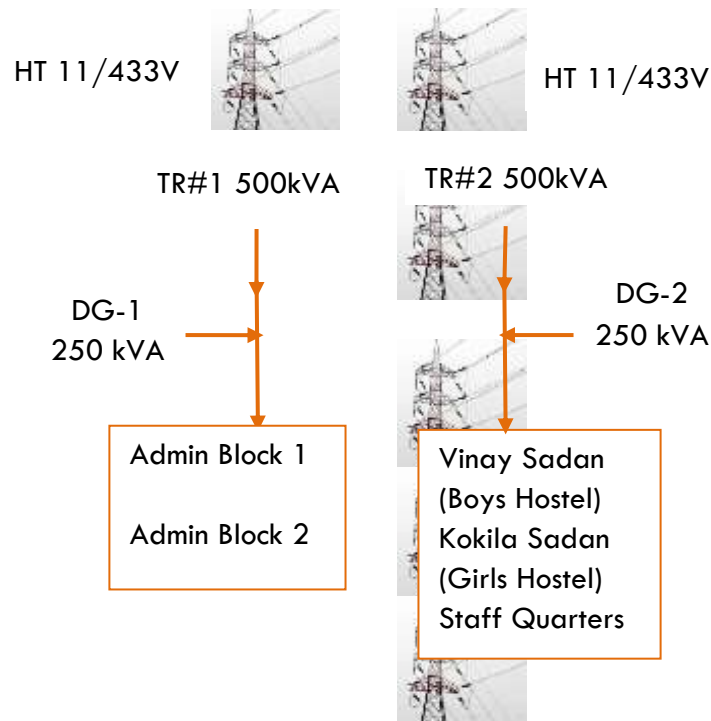 HT 11/433V
HT 11/433V
TR#1 500kVA
TR#2 500kVA
DG-1
250 kVA
DG-2
250 kVA
Admin Block 1
Admin Block 2
Vinay Sadan
(Boys Hostel)
Kokila Sadan
(Girls Hostel)
Staff Quarters